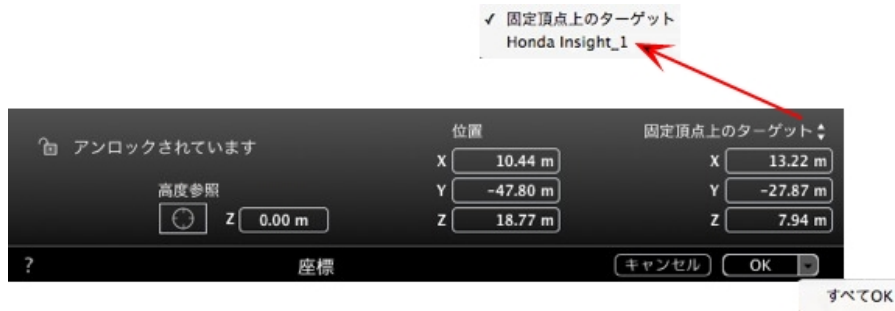 ✓ 固定頂点上のターゲット
Honda Insight_1
アンロックされています
高度参照
Z 0.00 m
位置
X 10.44 m
Y -47.80 m
Z 18.77 m
固定頂点上のターゲット
X 13.22 m
Y -27.87 m
Z 7.94 m
? 座標 キャンセル OK
すべてOK